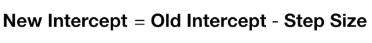 New Intercept = Old Intercept - Step Size